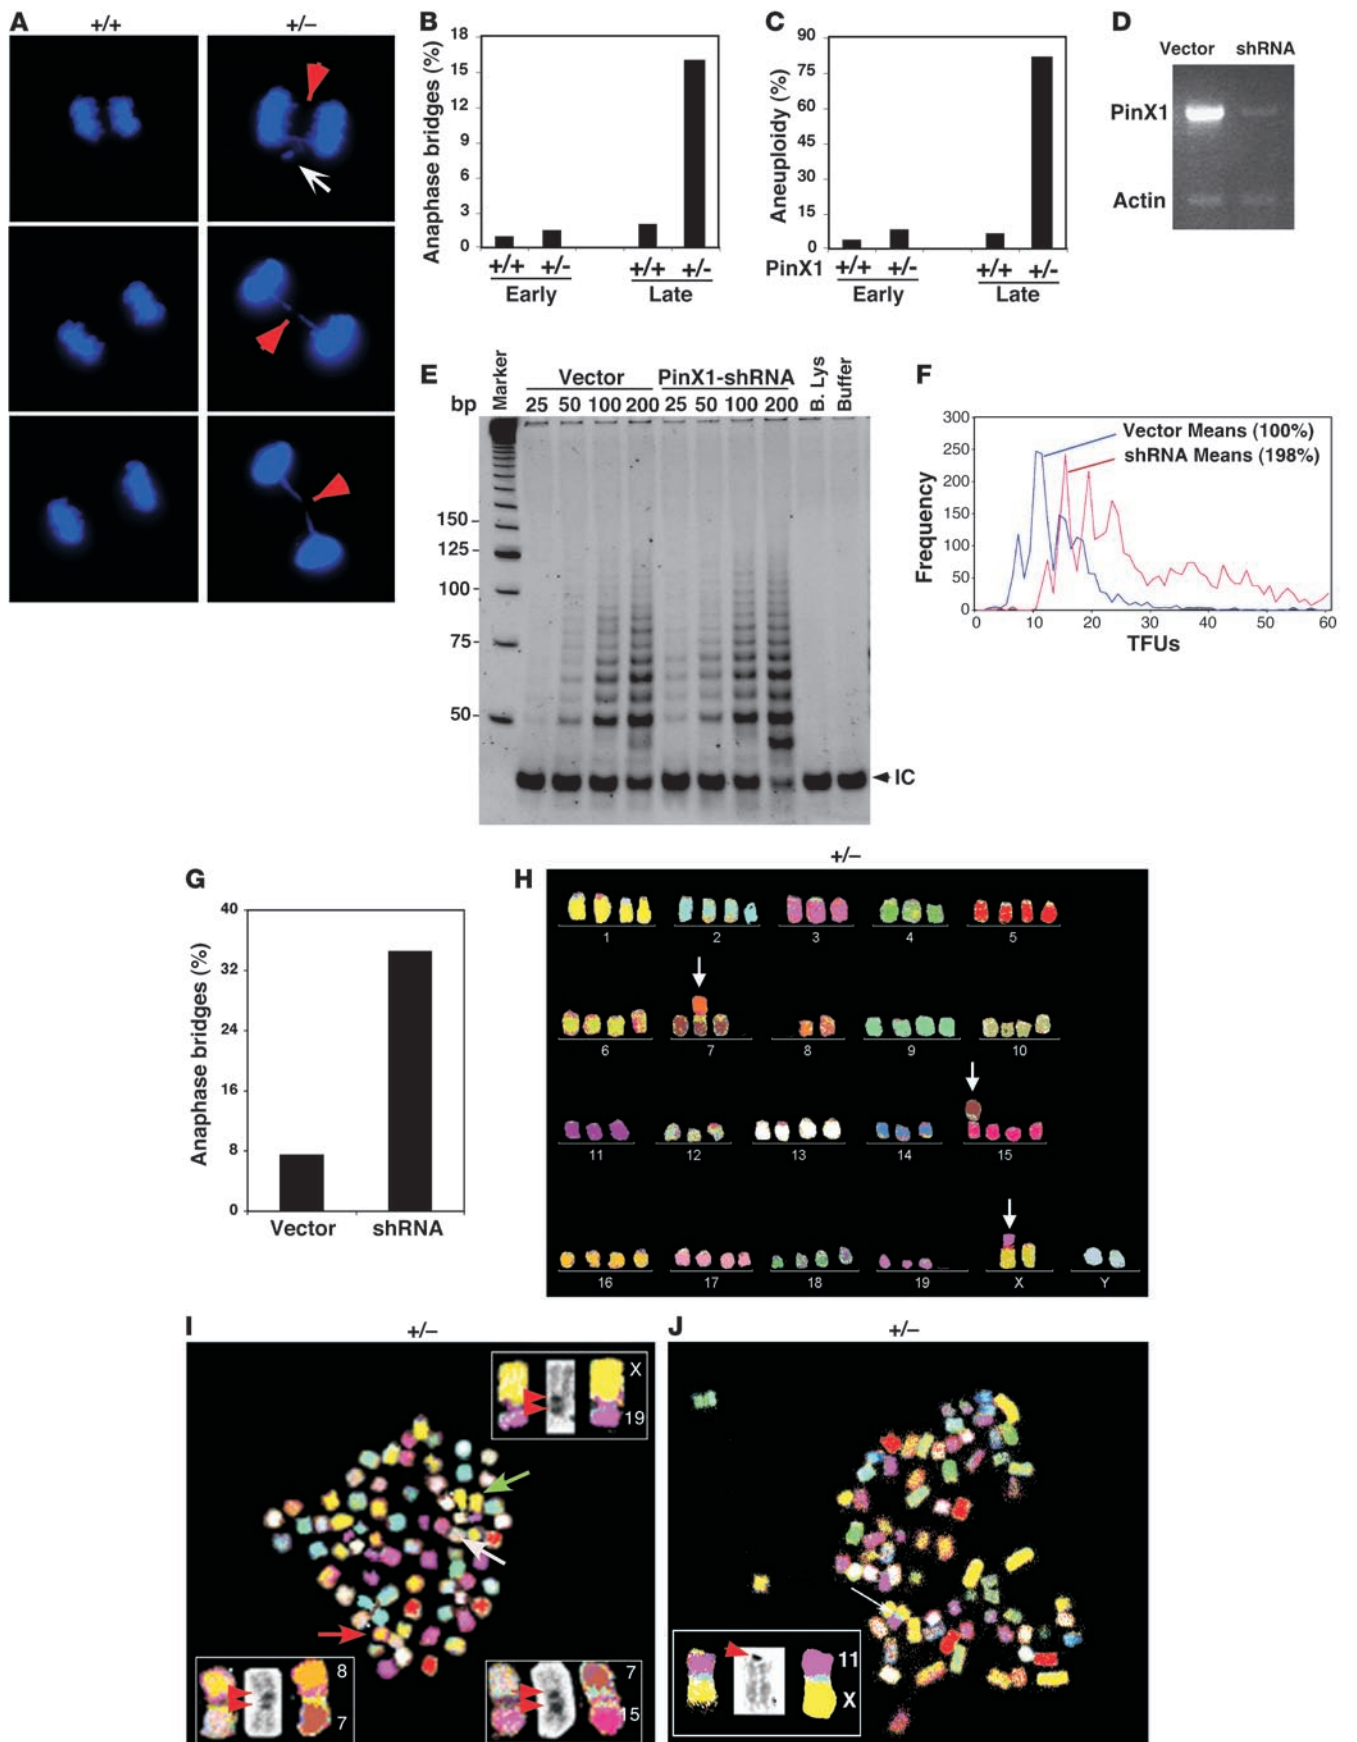 A
+/+ +/−
B
Anaphase bridges (%)
18
15
12
9
6
3
0
+/+ +/- +/+ +/-
Early Late
C
Aneuploidy (%)
90
75
60
45
30
15
0
PinX1 +/+ +/- +/+ +/-
Early Late
D
Vector shRNA
PinX1
Actin
E
Marker Vector PinX1-shRNA B. Lys Buffer
bp 25 50 100 200 25 50 100 200
150
125
100
75
50
IC
F
Frequency
300
250
200
150
100
50
0
Vector Means (100%)
shRNA Means (198%)
0 10 20 30 40 50 60
TFUs
G
Anaphase bridges (%)
40
32
24
16
8
0
Vector shRNA
H
+/−
1 2 3 4 5
6 7 8 9 10
11 12 13 14 15
16 17 18 19 X Y
I
+/−
X
19
8
7
7
15
J
+/−
11
X